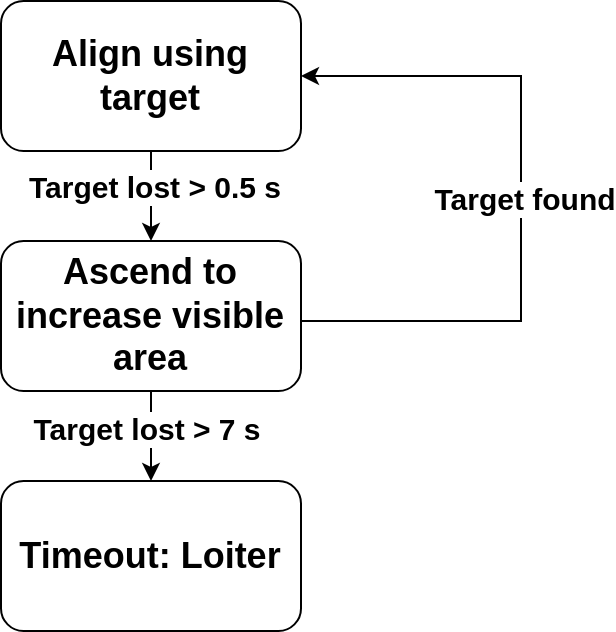 Align using
target
Target lost > 0.5 s
Target found
Ascend to
increase visible
area
Target lost > 7 s
Timeout: Loiter